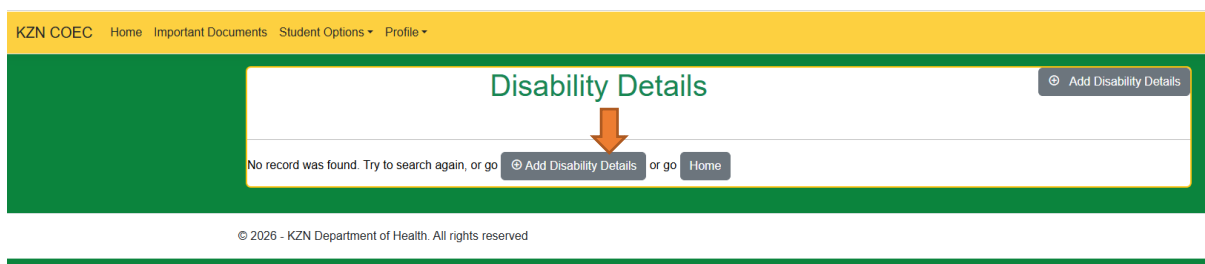 KZN COEC Home Important Documents Student Options Profile
Disability Details
Add Disability Details
No record was found. Try to search again, or go Add Disability Details or go Home
© 2026 - KZN Department of Health. All rights reserved